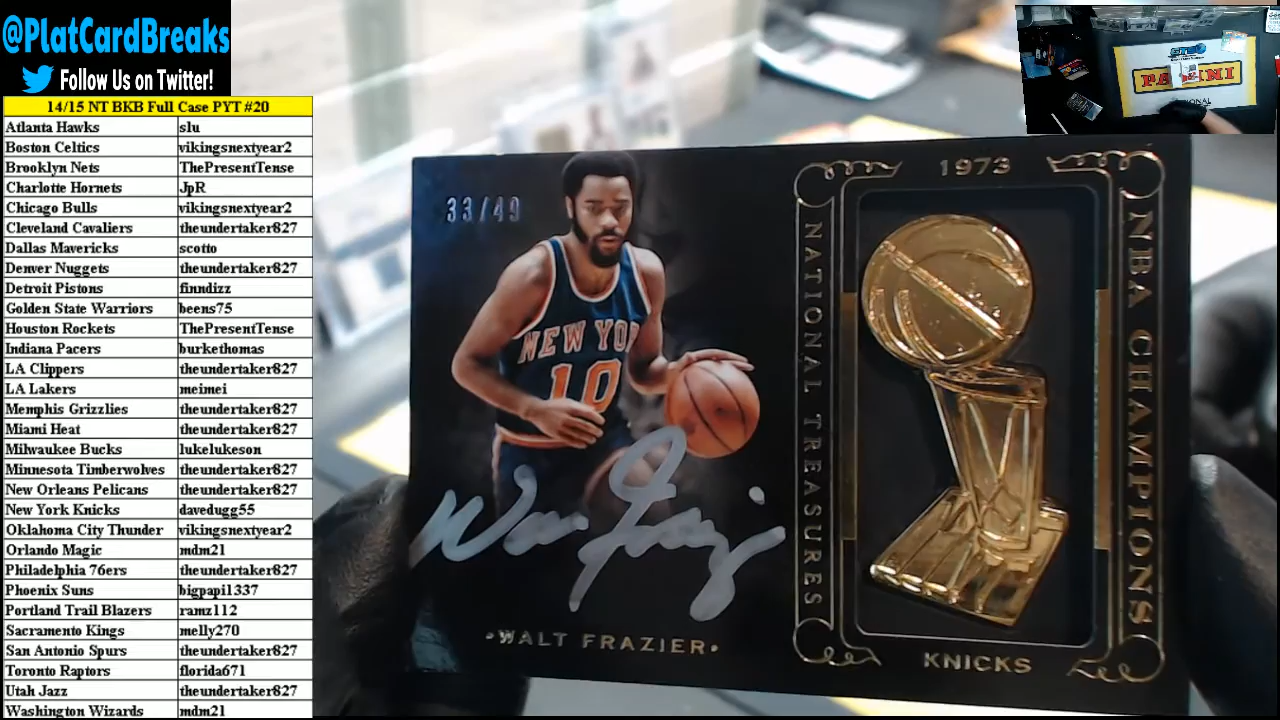 @PlatCardBreaks
Follow Us on Twitter!
14/15 NT BKB Full Case PYT #20
Atlanta Hawks slu
Boston Celtics vikingsnextyear2
Brooklyn Nets ThePresentTense
Charlotte Hornets JpR
Chicago Bulls vikingsnextyear2
Cleveland Cavaliers theundertaker827
Dallas Mavericks scotto
Denver Nuggets theundertaker827
Detroit Pistons finndizz
Golden State Warriors beens75
Houston Rockets ThePresentTense
Indiana Pacers burkethomas
LA Clippers theundertaker827
LA Lakers meimei
Memphis Grizzlies theundertaker827
Miami Heat theundertaker827
Milwaukee Bucks lukelukeson
Minnesota Timberwolves theundertaker827
New Orleans Pelicans theundertaker827
New York Knicks davedugg55
Oklahoma City Thunder vikingsnextyear2
Orlando Magic mdm21
Philadelphia 76ers theundertaker827
Phoenix Suns bigpapi1337
Portland Trail Blazers ramz112
Sacramento Kings melly270
San Antonio Spurs theundertaker827
Toronto Raptors florida671
Utah Jazz theundertaker827
Washington Wizards mdm21
33/49
NEW YO
10
Walt Frazier
•WALT FRAZIER•
NATIONAL TREASURES
1973
NBA CHAMPIONS
KNICKS
PANINI